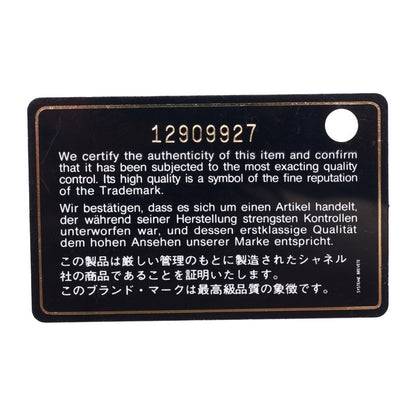 12909927
We certify the authenticity of this item and confirm
that it has been subjected to the most exacting quality
control. Its high quality is a symbol of the fine reputation
of the Trademark.
Wir bestätigen, dass es sich um einen Artikel handelt,
der während seiner Herstellung strengsten Kontrollen
unterworfen war, und dessen erstklassige Qualität
dem hohen Ansehen unserer Marke entspricht.
この製品は厳しい管理のもとに製造されたシャネル
社の商品であることを証明いたします。
このブランド・マークは最高級品質の象徴です。
SYSTEME BREVETE